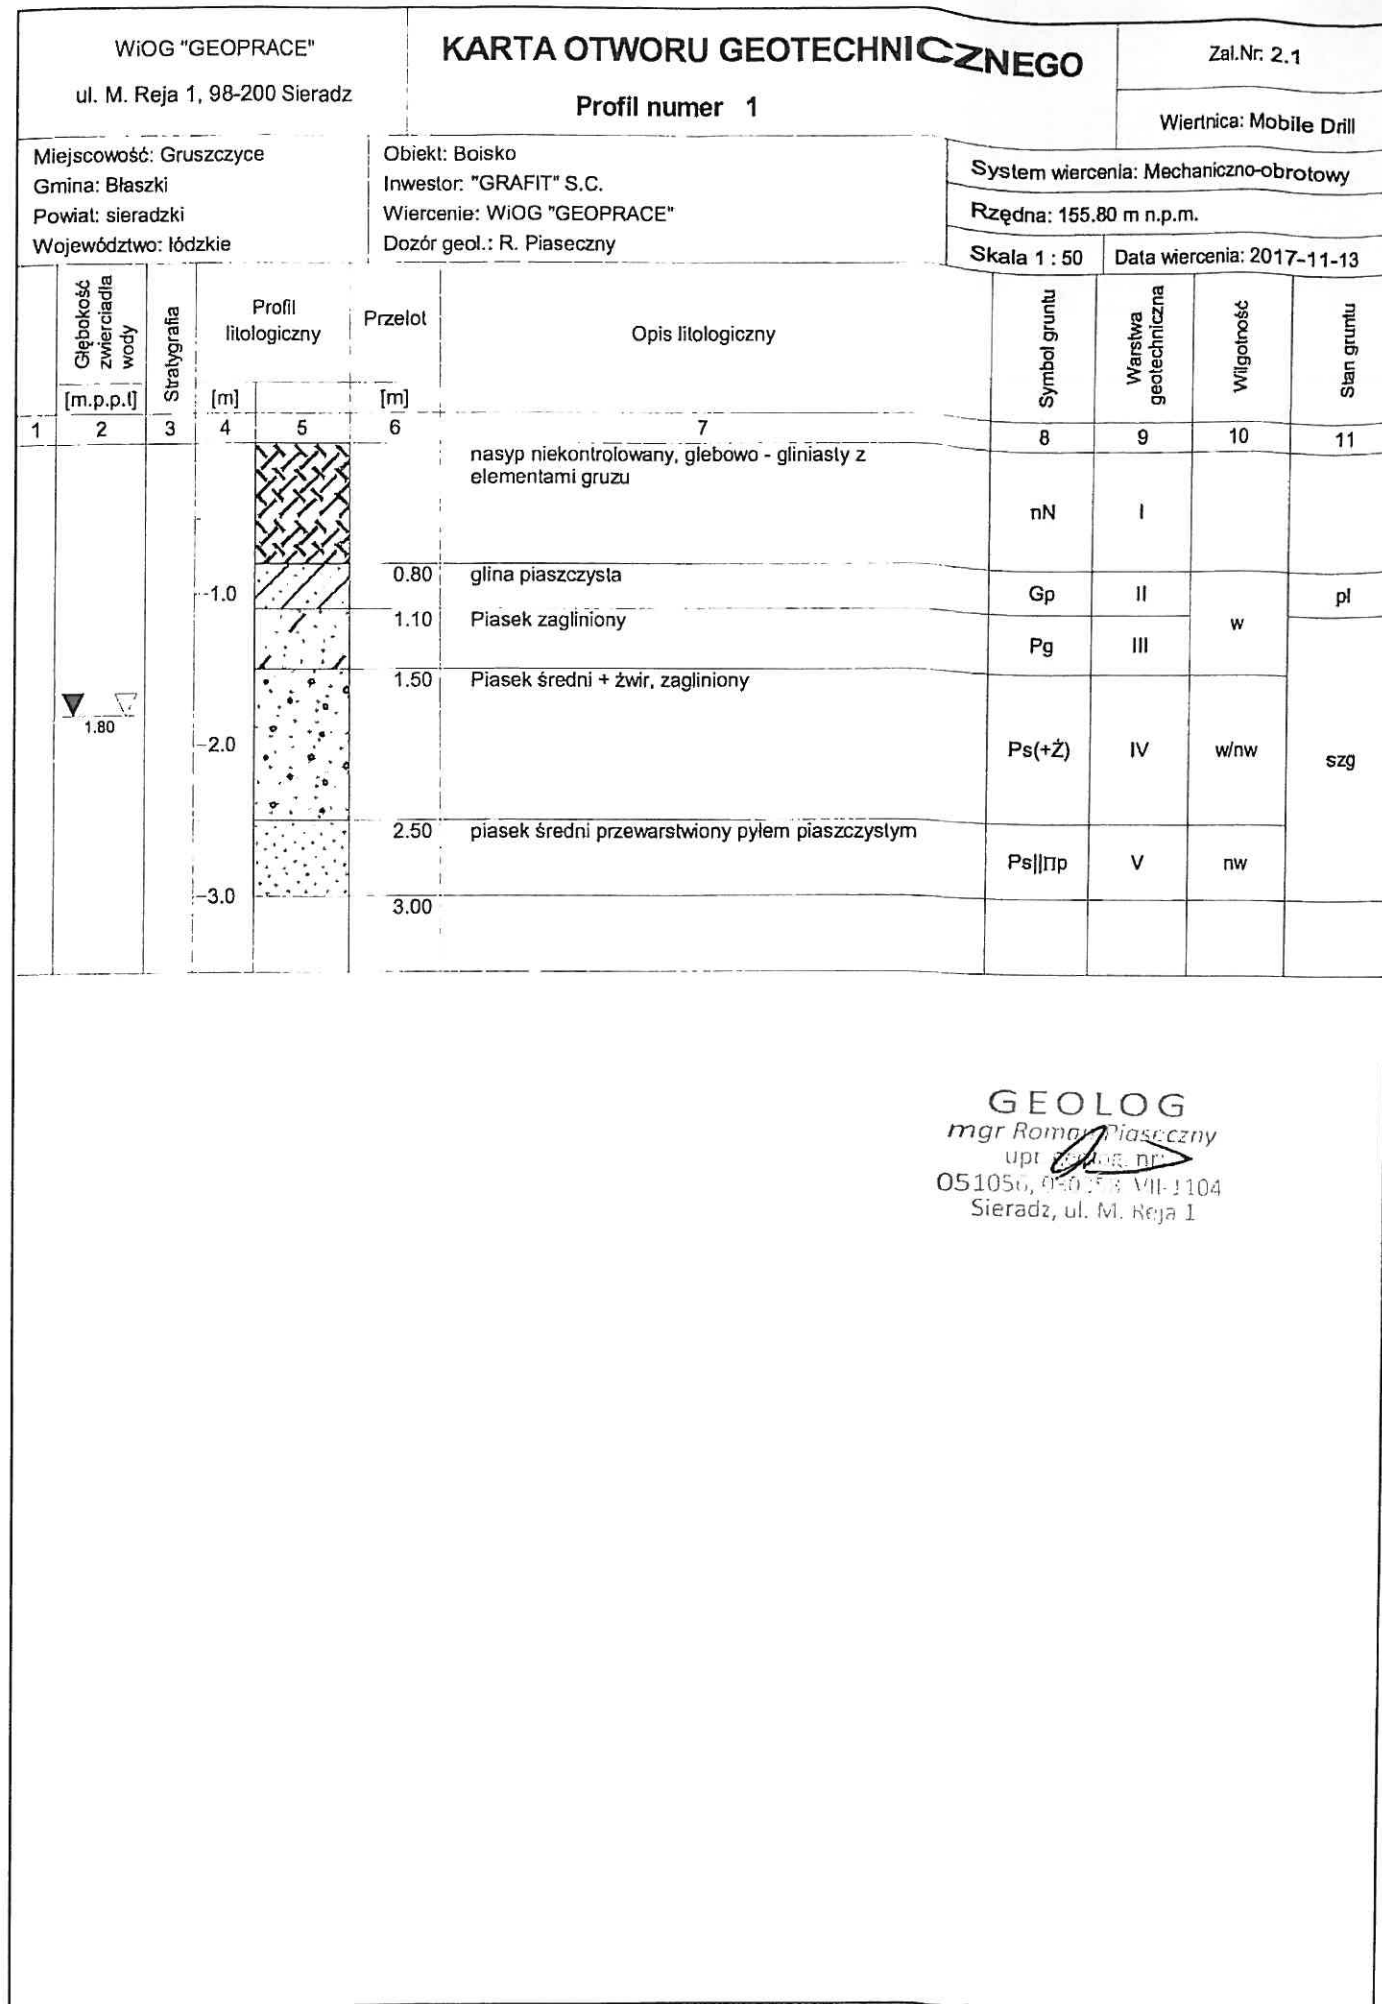 WiOG "GEOPRACE"
ul. M. Reja 1, 98-200 Sieradz
KARTA OTWORU GEOTECHNICZNEGO
Profil numer 1
Zal.Nr: 2.1
Wiertnica: Mobile Drill
Miejscowość: Gruszczyce
Gmina: Błaszki
Powiat: sieradzki
Województwo: łódzkie
Obiekt: Boisko
Inwestor: "GRAFIT" S.C.
Wiercenie: WiOG "GEOPRACE"
Dozór geol.: R. Piaseczny
System wiercenia: Mechaniczno-obrotowy
Rzędna: 155.80 m n.p.m.
Skala 1 : 50
Data wiercenia: 2017-11-13
Głębokość
zwierciadła
wody
[m.p.p.t]
Stratygrafia
Profil
litologiczny
[m]
Przelot
[m]
Opis litologiczny
Symbol gruntu
Warstwa
geotechniczna
Wilgotność
Stan gruntu
1 2 3 4 5 6 7 8 9 10 11
nasyp niekontrolowany, glebowo - gliniasty z
elementami gruzu
nN I
0.80 glina piaszczysta
Gp II pl
-1.0
1.10 Piasek zagliniony
Pg III
w
1.50 Piasek średni + żwir, zagliniony
1.80
-2.0
Ps(+Ż) IV w/nw szg
2.50 piasek średni przewarstwiony pyłem piaszczystym
Ps||Πp V nw
-3.0
3.00
GEOLOG
mgr Roman Piaseczny
upr nr:
051056, VII-1104
Sieradz, ul. M. Reja 1